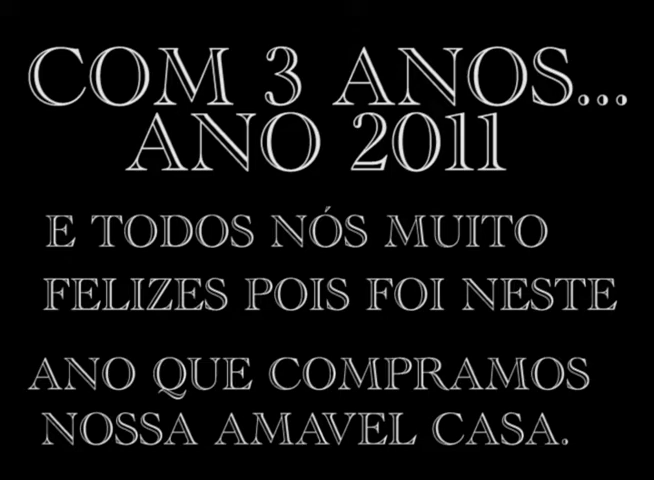 COM 3 ANOS...
ANO 2011
E TODOS NÓS MUITO
FELIZES POIS FOI NESTE
ANO QUE COMPRAMOS
NOSSA AMAVEL CASA.